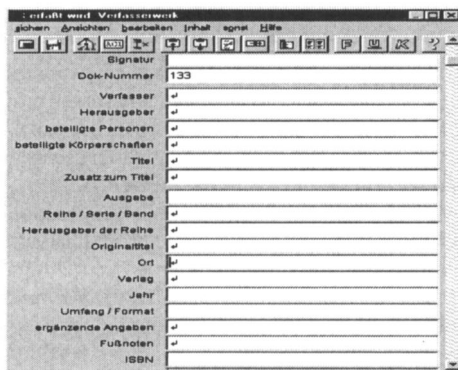 : erfaßt wird Verfasserwerk
sichern Ansichten bearbeiten Inhalt egnst Hilfe
Signatur
Dok-Nummer 133
Verfasser
Herausgeber
beteiligte Personen
beteiligte Körperschaften
Titel
Zusatz zum Titel
Ausgabe
Reihe / Serie / Band
Herausgeber der Reihe
Originaltitel
Ort
Verlag
Jahr
Umfang / Format
ergänzende Angaben
Fußnoten
ISBN